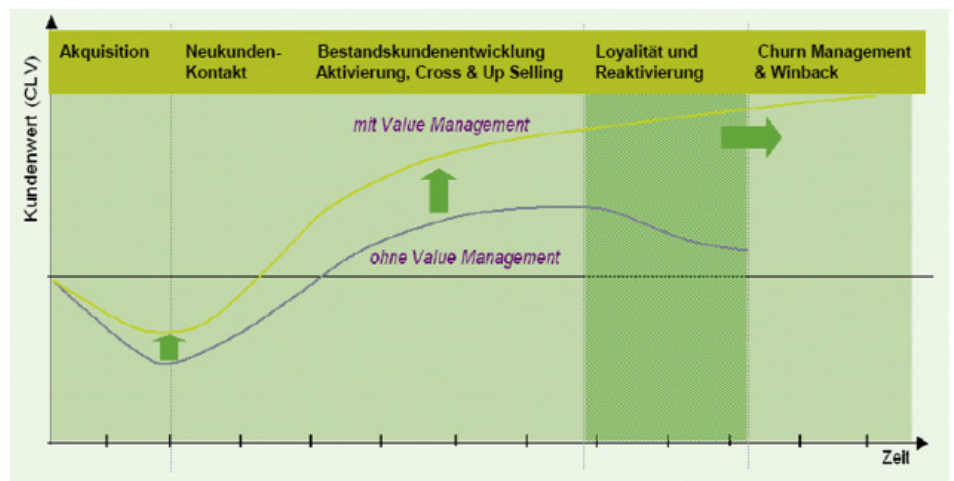 Akquisition
Neukunden-
Kontakt
Bestandskundenentwicklung
Aktivierung, Cross & Up Selling
Loyalität und
Reaktivierung
Churn Management
& Winback
Kundenwert (CLV)
mit Value Management
ohne Value Management
Zeit